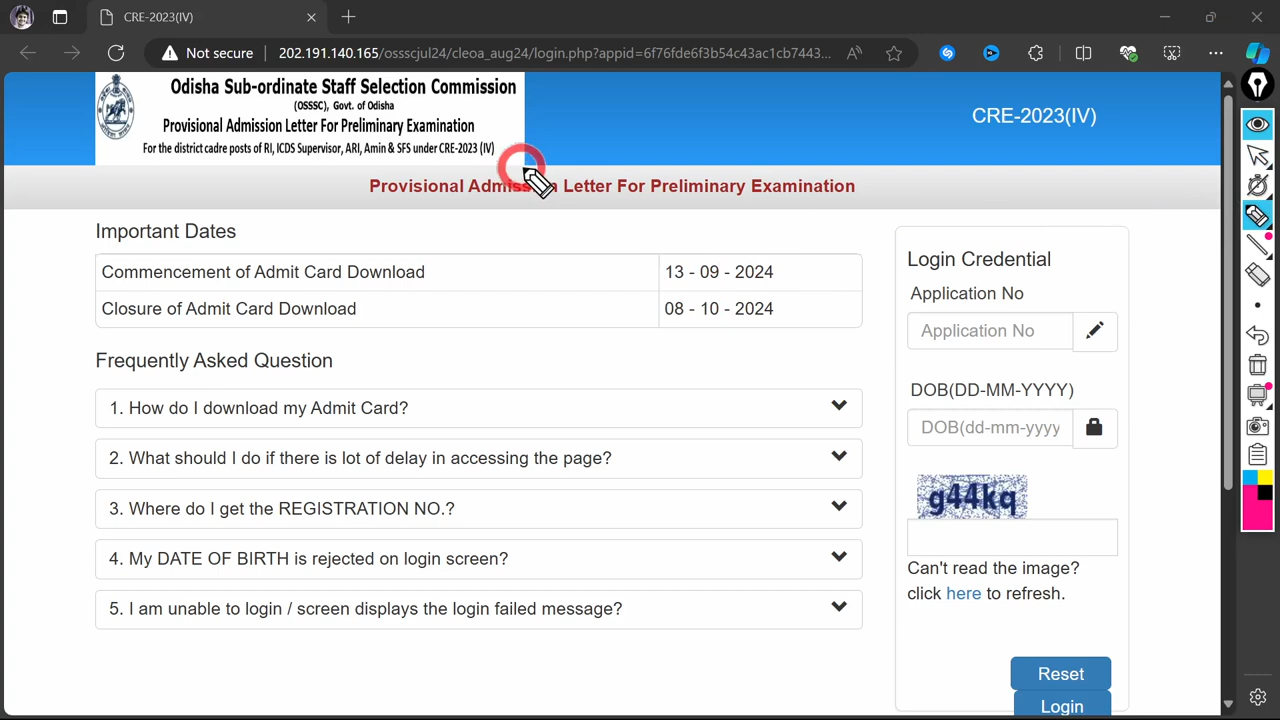 CRE-2023(IV)
Not secure
202.191.140.165/ossscjul24/cleoa_aug24/login.php?appid=6f76fde6f3b54c43ac1cb7443...
Odisha Sub-ordinate Staff Selection Commission
(OSSSC), Govt. of Odisha
Provisional Admission Letter For Preliminary Examination
For the district cadre posts of RI, ICDS Supervisor, ARI, Amin & SFS under CRE-2023 (IV)
CRE-2023(IV)
Provisional Admission Letter For Preliminary Examination
Important Dates
Commencement of Admit Card Download 13 - 09 - 2024
Closure of Admit Card Download 08 - 10 - 2024
Frequently Asked Question
1. How do I download my Admit Card?
2. What should I do if there is lot of delay in accessing the page?
3. Where do I get the REGISTRATION NO.?
4. My DATE OF BIRTH is rejected on login screen?
5. I am unable to login / screen displays the login failed message?
Login Credential
Application No
Application No
DOB(DD-MM-YYYY)
DOB(dd-mm-yyyy
g44kq
Can't read the image?
click here to refresh.
Reset
Login